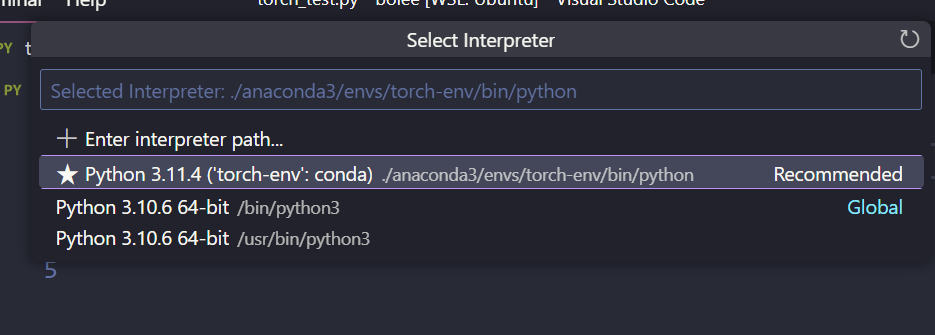 Help torch_test.py - bolee [WSL: Ubuntu] - Visual Studio Code
Select Interpreter
PY t
Selected Interpreter: ./anaconda3/envs/torch-env/bin/python
PY
Enter interpreter path...
Python 3.11.4 ('torch-env': conda) ./anaconda3/envs/torch-env/bin/python Recommended
Python 3.10.6 64-bit /bin/python3 Global
Python 3.10.6 64-bit /usr/bin/python3
5